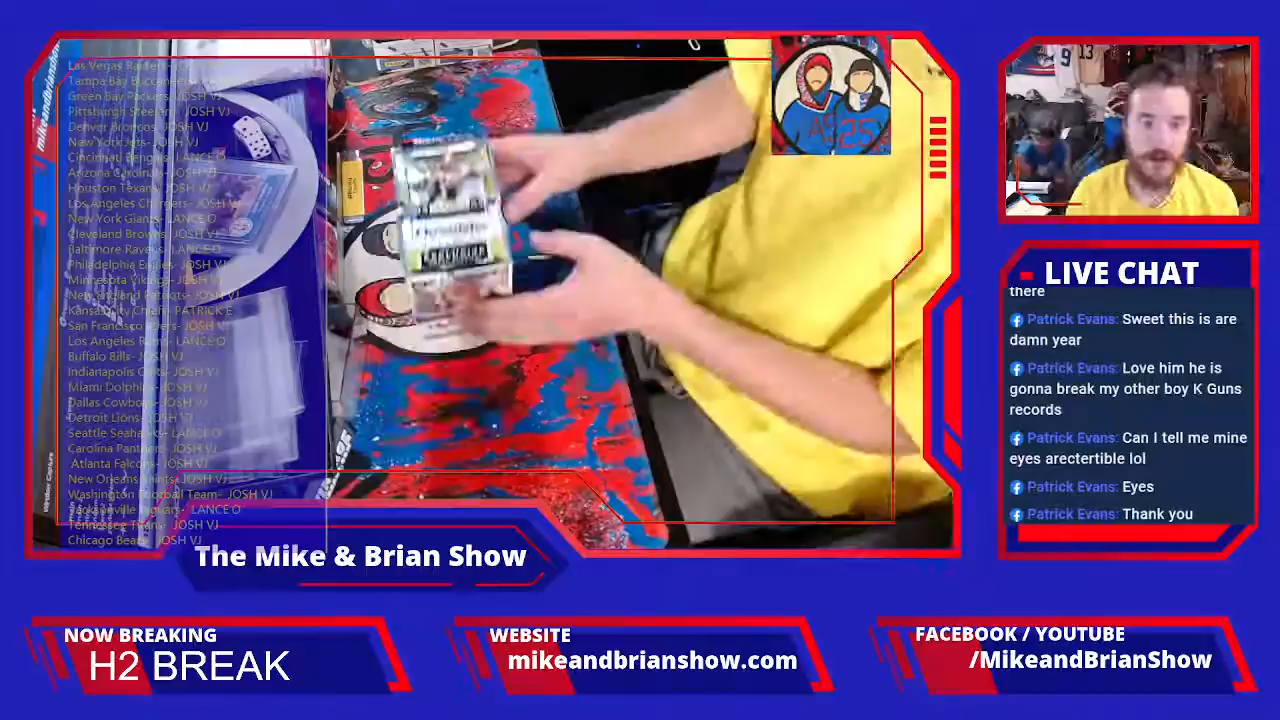 Las Vegas Raiders-
Tampa Bay Buccaneers-
Green Bay Packers- JOSH VJ
Pittsburgh Steelers- JOSH VJ
Denver Broncos- JOSH VJ
New York Jets- JOSH VJ
Cincinnati Bengals- LANCE O
Arizona Cardinals- JOSH VJ
Houston Texans- JOSH VJ
Los Angeles Chargers- JOSH VJ
New York Giants- LANCE O
Cleveland Browns- JOSH VJ
Baltimore Ravens- LANCE O
Philadelphia Eagles- JOSH VJ
Minnesota Vikings- JOSH VJ
New England Patriots- JOSH VJ
Kansas City Chiefs- PATRICK E
San Francisco 49ers- JOSH VJ
Los Angeles Rams- LANCE O
Buffalo Bills- JOSH VJ
Indianapolis Colts- JOSH VJ
Miami Dolphins- JOSH VJ
Dallas Cowboys- JOSH VJ
Detroit Lions- JOSH VJ
Seattle Seahawks- LANCE O
Carolina Panthers- JOSH VJ
Atlanta Falcons- JOSH VJ
New Orleans Saints- JOSH VJ
Washington Football Team- JOSH VJ
Jacksonville Jaguars- LANCE O
Tennessee Titans- JOSH VJ
Chicago Bears- JOSH VJ
mikeandbrianshow
25
9
13
LIVE CHAT
there
Patrick Evans: Sweet this is are
damn year
Patrick Evans: Love him he is
gonna break my other boy K Guns
records
Patrick Evans: Can I tell me mine
eyes arectertible lol
Patrick Evans: Eyes
Patrick Evans: Thank you
The Mike & Brian Show
NOW BREAKING
H2 BREAK
WEBSITE
mikeandbrianshow.com
FACEBOOK / YOUTUBE
/MikeandBrianShow